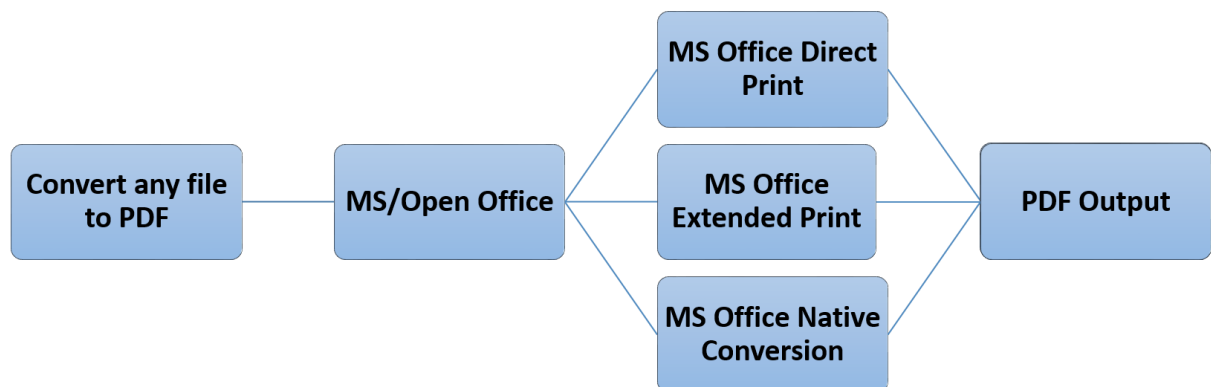 Convert any file
to PDF
MS/Open Office
MS Office Direct
Print
MS Office
Extended Print
MS Office Native
Conversion
PDF Output